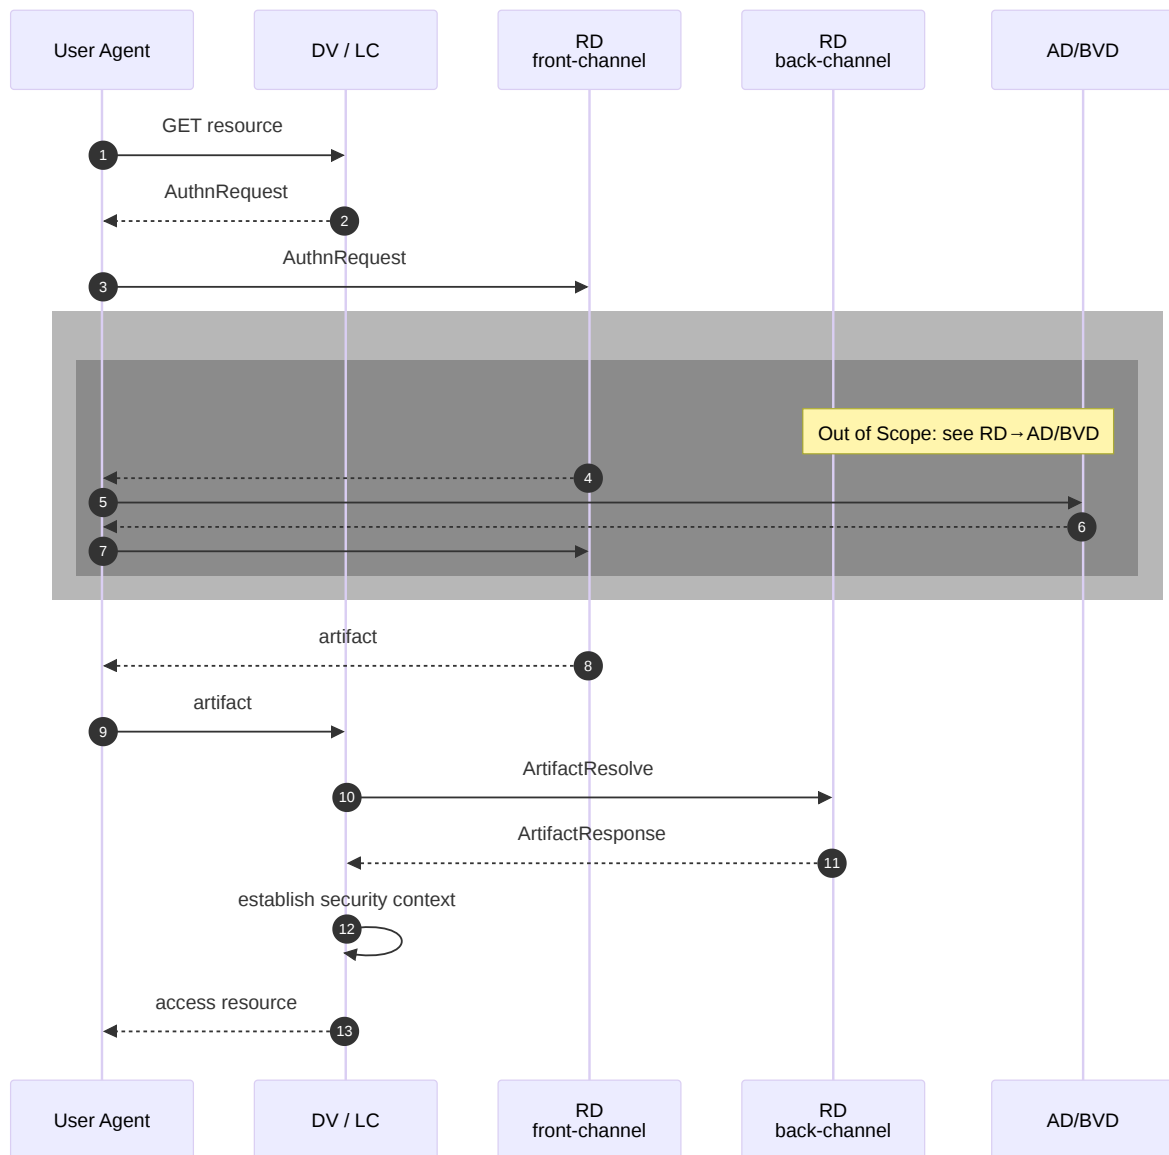 User Agent
DV / LC
RD
front-channel
RD
back-channel
AD/BVD
GET resource
1
AuthnRequest
2
AuthnRequest
3
Out of Scope: see RD→AD/BVD
4
5
6
7
artifact
8
artifact
9
ArtifactResolve
10
ArtifactResponse
11
establish security context
12
access resource
13
User Agent
DV / LC
RD
front-channel
RD
back-channel
AD/BVD